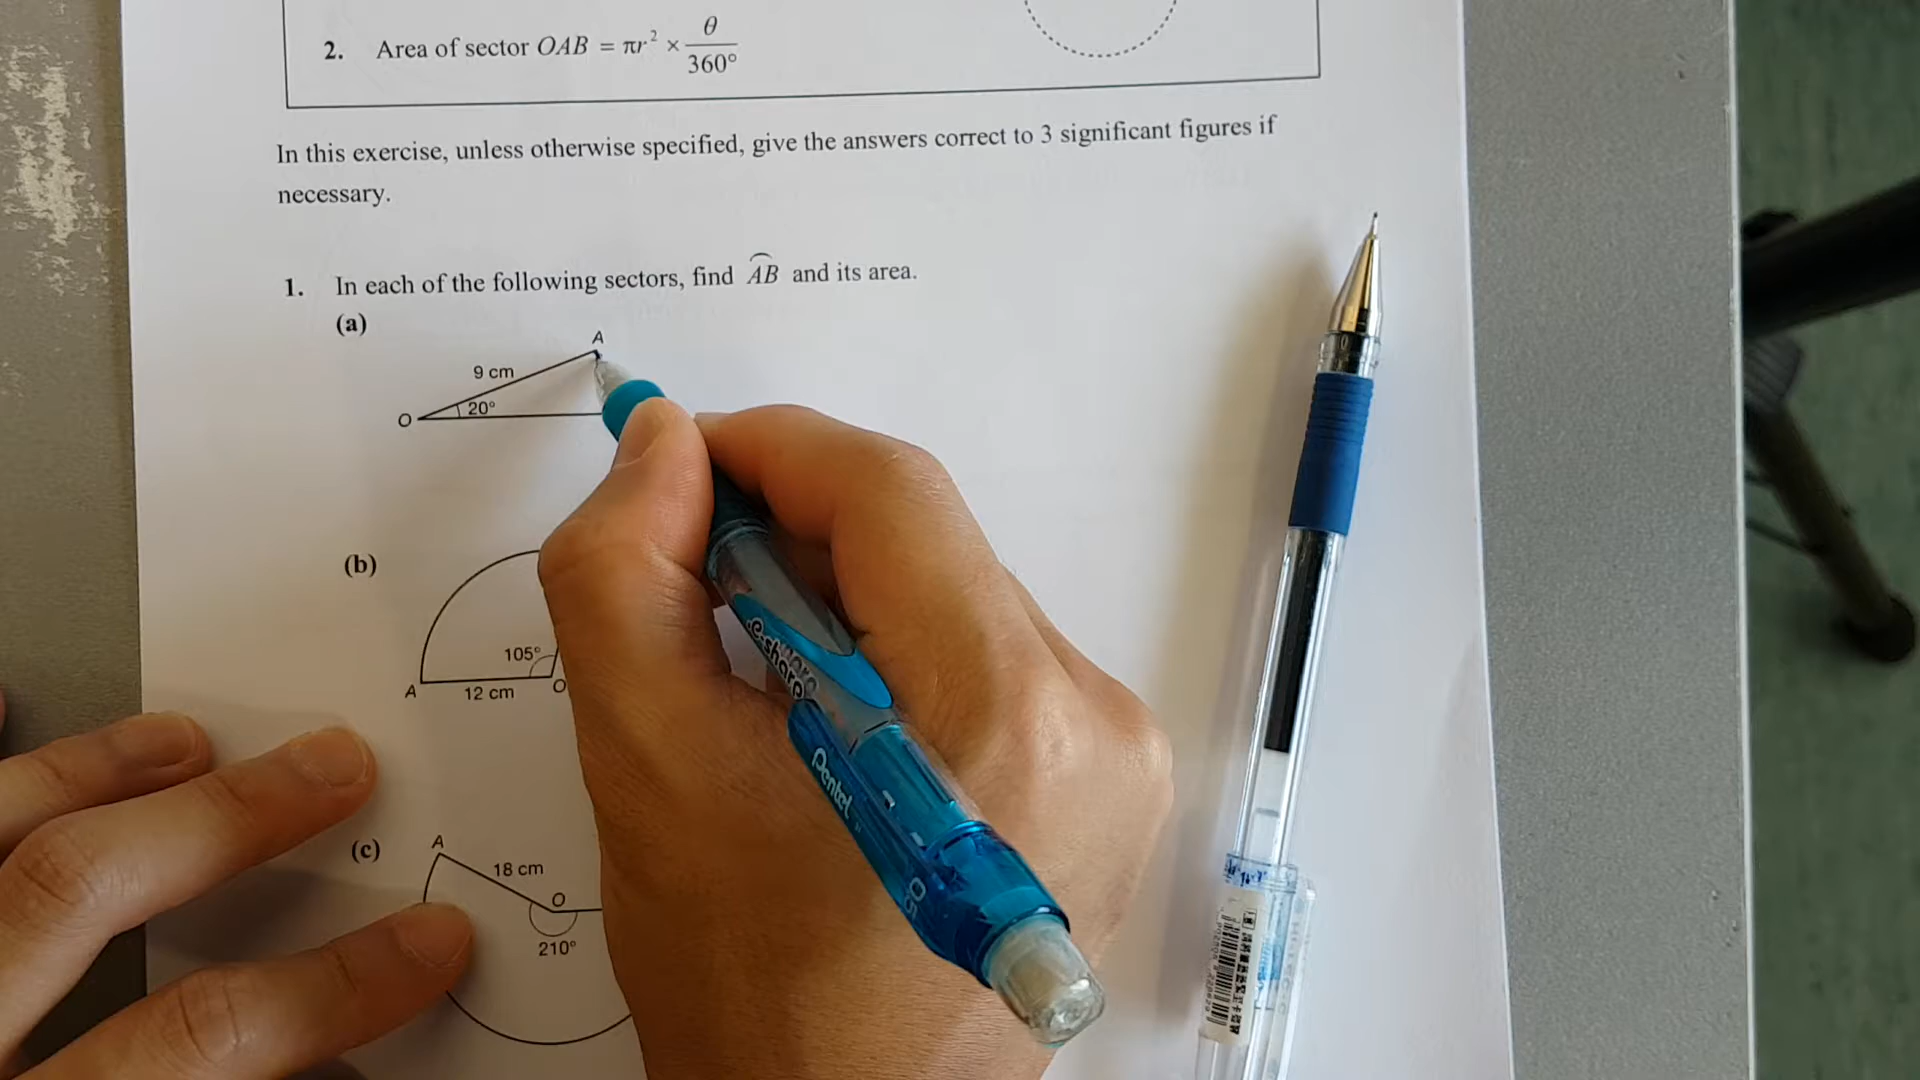 2. Area of sector OAB = πr² × θ/360°
In this exercise, unless otherwise specified, give the answers correct to 3 significant figures if
necessary.
1. In each of the following sectors, find AB and its area.
(a)
A
9 cm
20°
O
(b)
105°
A
12 cm
O
(c)
A
18 cm
O
210°
e-sharp
Pentel
0.5